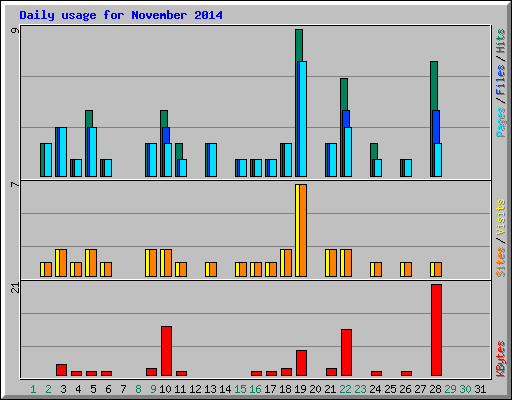 Daily usage for November 2014
9
Pages / Files / Hits
7
Sites / Visits
21
KBytes
1 2 3 4 5 6 7 8 9 10 11 12 13 14 15 16 17 18 19 20 21 22 23 24 25 26 27 28 29 30 31